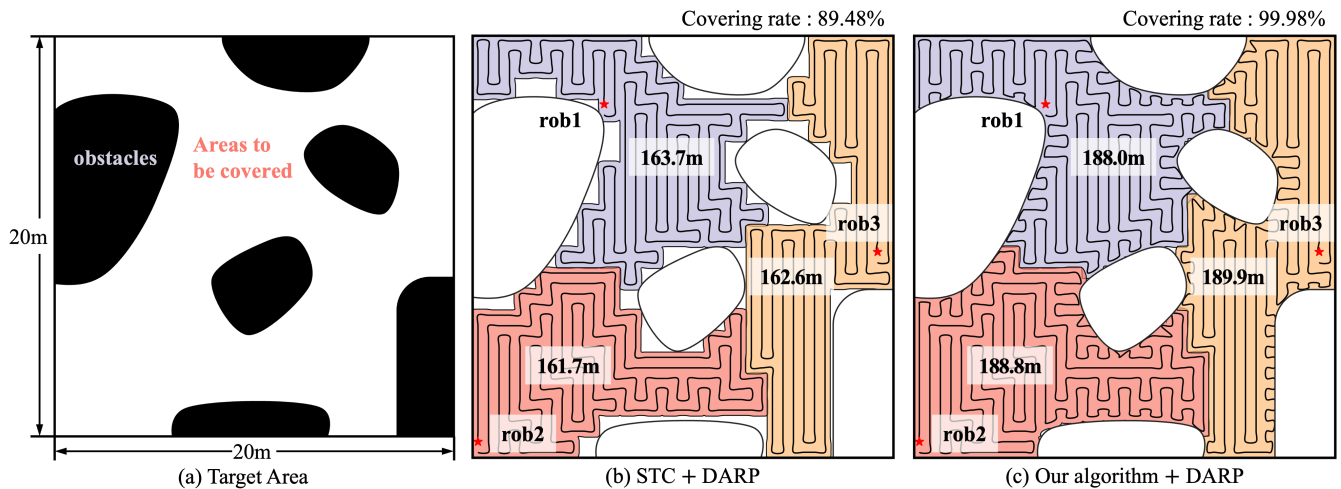 Covering rate : 89.48%
Covering rate : 99.98%
obstacles
Areas to
be covered
20m
20m
(a) Target Area
rob1
163.7m
rob3
162.6m
161.7m
rob2
(b) STC + DARP
rob1
188.0m
rob3
189.9m
188.8m
rob2
(c) Our algorithm + DARP